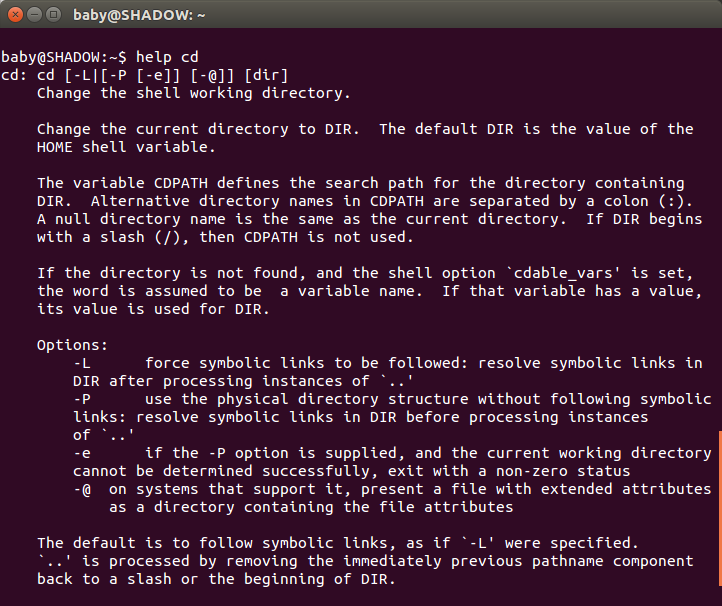 baby@SHADOW: ~
baby@SHADOW:~$ help cd
cd: cd [-L|[-P [-e]] [-@]] [dir]
    Change the shell working directory.

    Change the current directory to DIR.  The default DIR is the value of the
    HOME shell variable.

    The variable CDPATH defines the search path for the directory containing
    DIR.  Alternative directory names in CDPATH are separated by a colon (:).
    A null directory name is the same as the current directory.  If DIR begins
    with a slash (/), then CDPATH is not used.

    If the directory is not found, and the shell option `cdable_vars' is set,
    the word is assumed to be  a variable name.  If that variable has a value,
    its value is used for DIR.

    Options:
        -L      force symbolic links to be followed: resolve symbolic links in
        DIR after processing instances of `..'
        -P      use the physical directory structure without following symbolic
        links: resolve symbolic links in DIR before processing instances
        of `..'
        -e      if the -P option is supplied, and the current working directory
        cannot be determined successfully, exit with a non-zero status
        -@  on systems that support it, present a file with extended attributes
            as a directory containing the file attributes

    The default is to follow symbolic links, as if `-L' were specified.
    `..' is processed by removing the immediately previous pathname component
    back to a slash or the beginning of DIR.